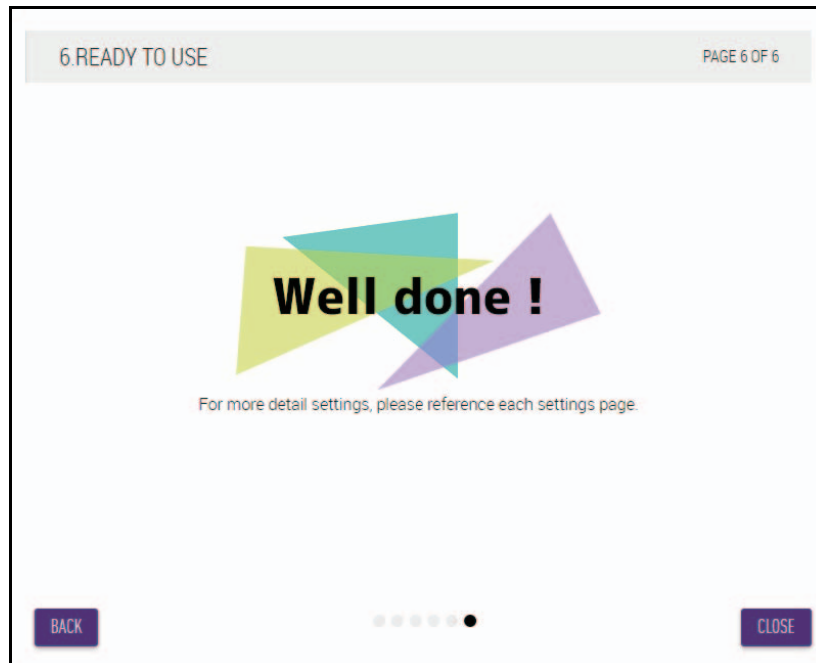 6.READY TO USE
PAGE 6 OF 6
Well done !
For more detail settings, please reference each settings page.
BACK
CLOSE